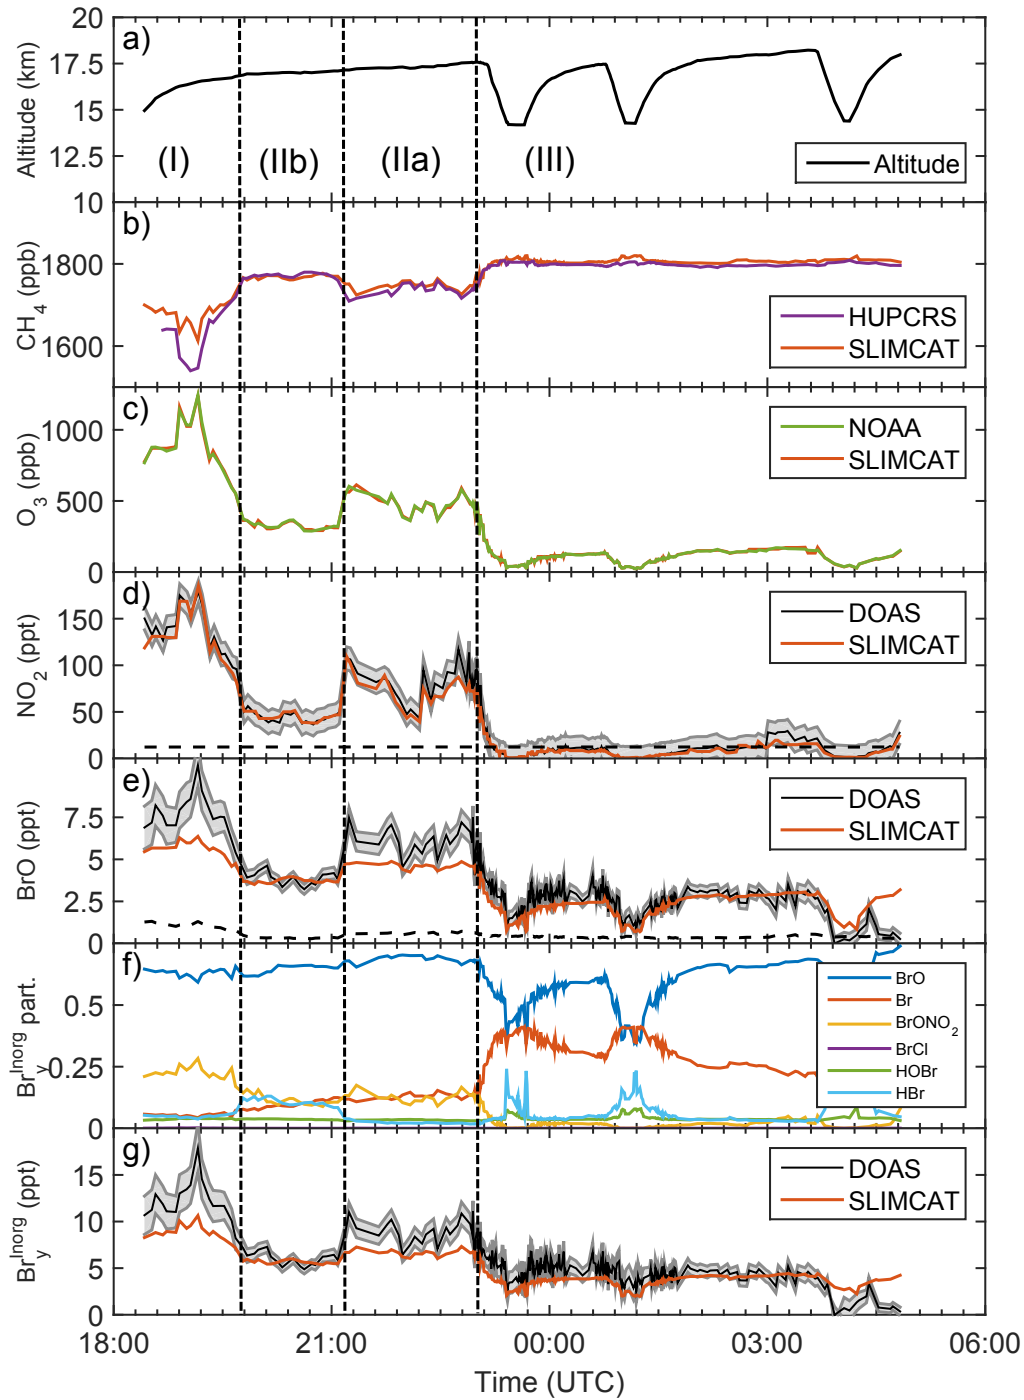 a)
Altitude (km)
20
17.5
15
12.5
10
(I)
(IIb)
(IIa)
(III)
Altitude
b)
CH4 (ppb)
1800
1600
HUPCRS
SLIMCAT
c)
O3 (ppb)
1000
500
0
NOAA
SLIMCAT
d)
NO2 (ppt)
150
100
50
0
DOAS
SLIMCAT
e)
BrO (ppt)
7.5
5
2.5
0
DOAS
SLIMCAT
f)
Bry^Inorg part.
0.5
0.25
0
BrO
Br
BrONO2
BrCl
HOBr
HBr
g)
Bry^Inorg (ppt)
15
10
5
0
DOAS
SLIMCAT
18:00
21:00
00:00
03:00
06:00
Time (UTC)